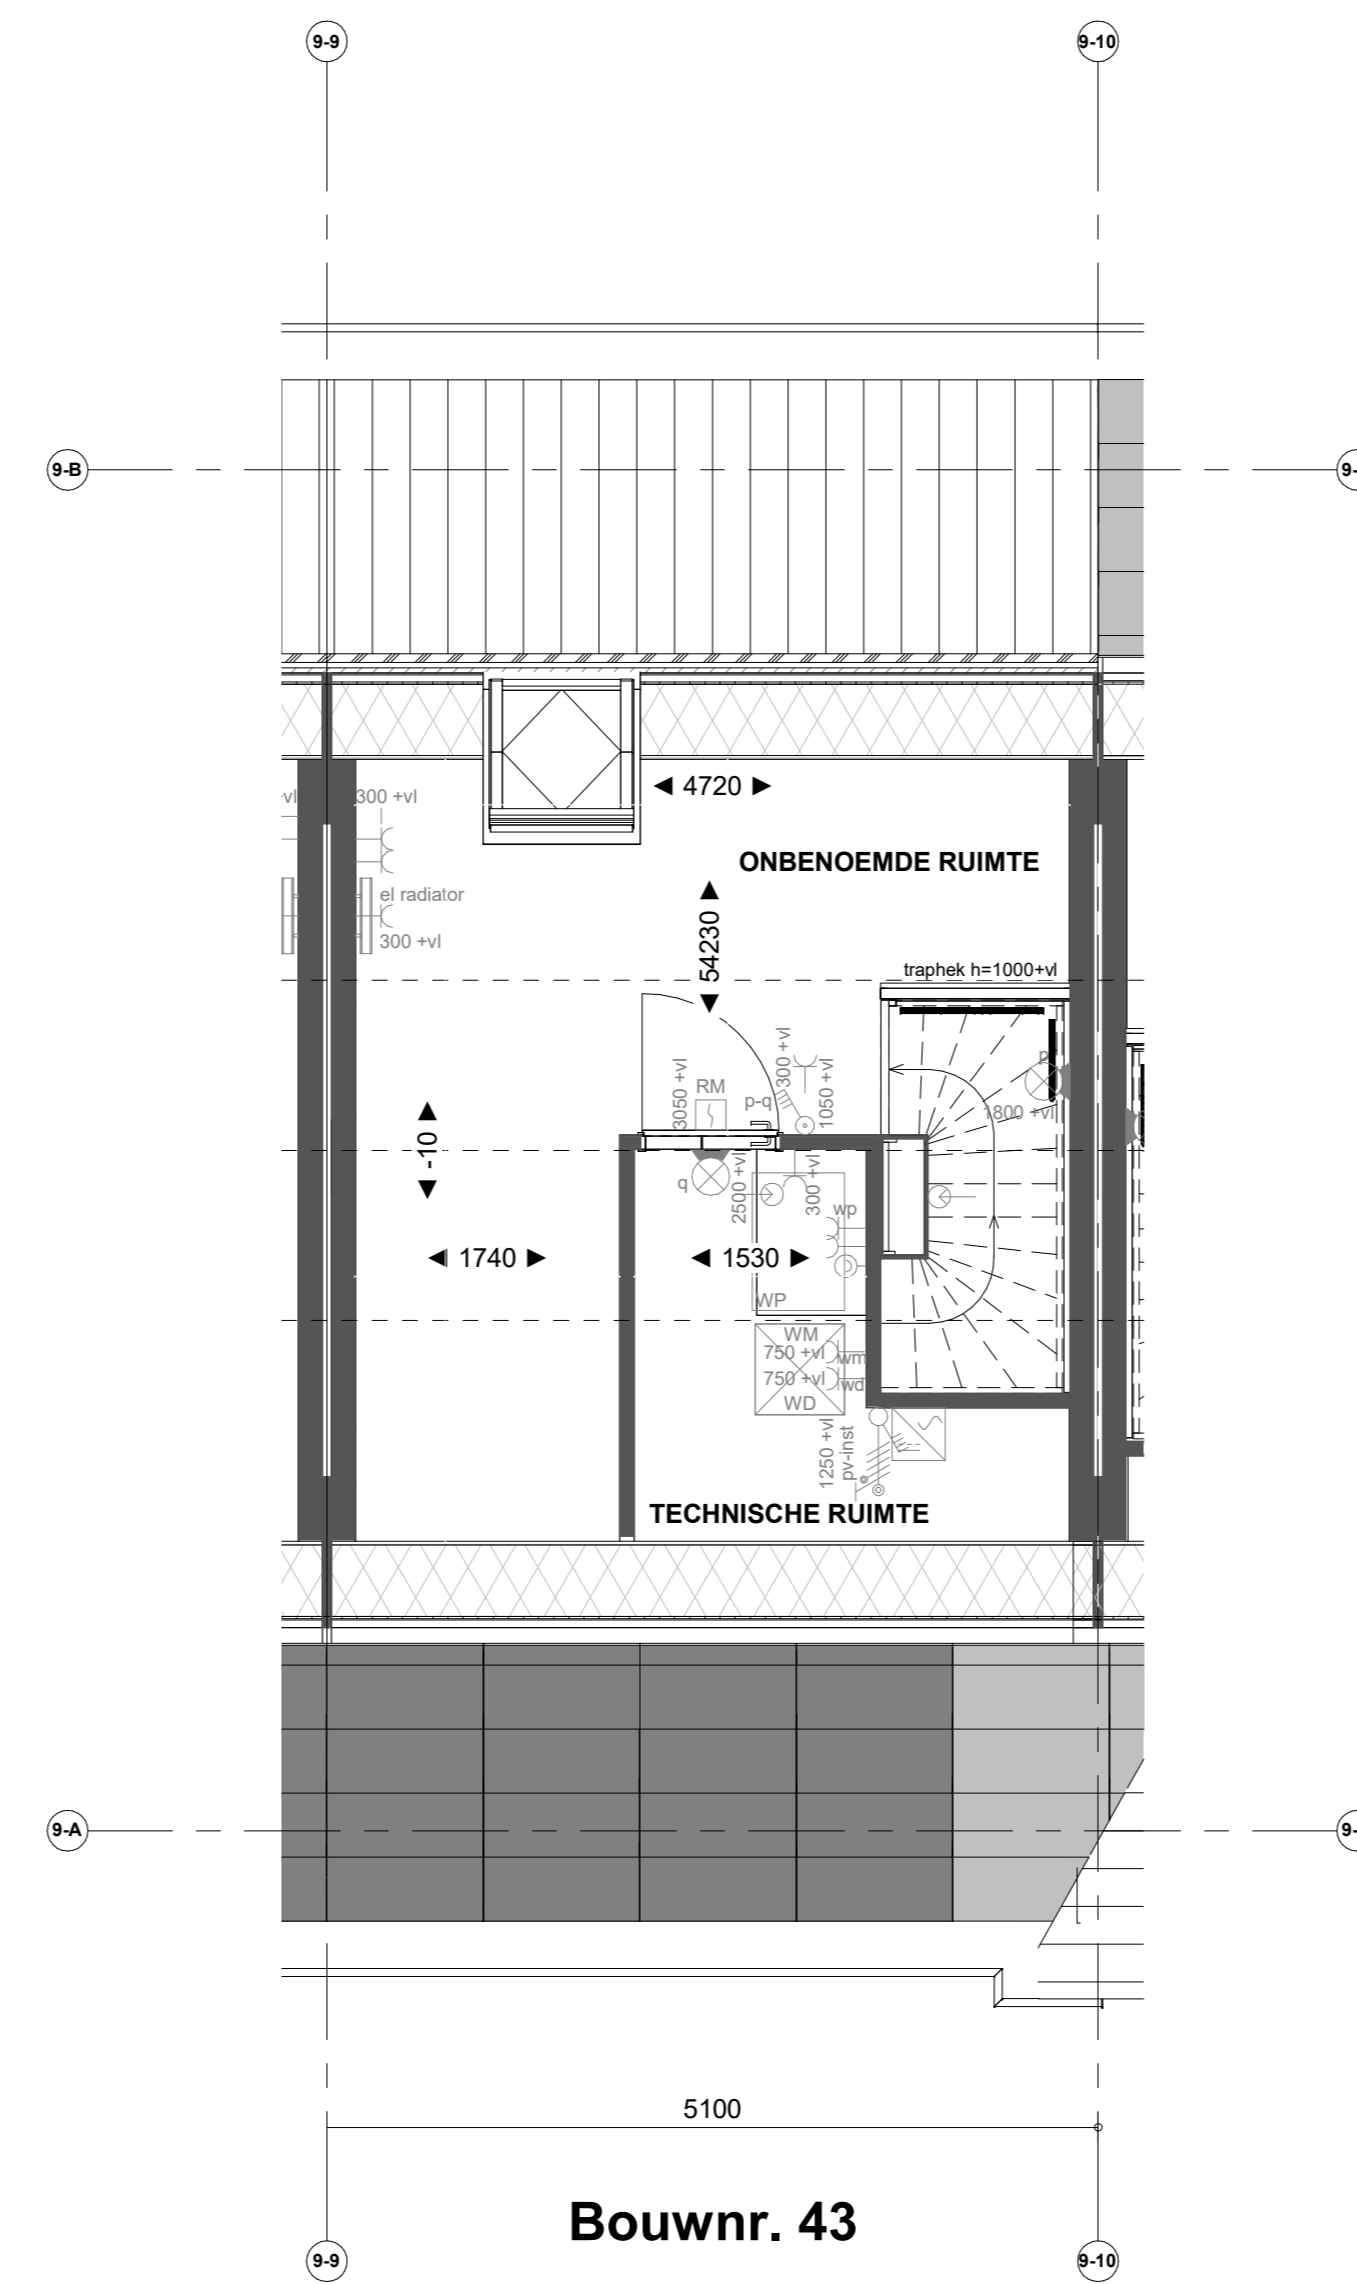 9-9
9-10
9-B
9-
4720
-vl
300 +vl
ONBENOEMDE RUIMTE
el radiator
300 +vl
54230
traphek h=1000+vl
3050 +vl
RM
p-q
300 +vl
1050 +vl
p
1800 +vl
-10
q
2500 +vl
300 +vl
wp
1740
1530
WP
WM
750 +vl
wm
750 +vl
wd
WD
1250 +vl
pv-inst
TECHNISCHE RUIMTE
9-A
9-
5100
Bouwnr. 43
9-9
9-10